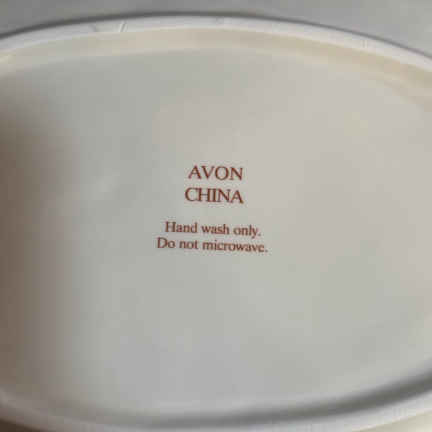 AVON
CHINA
Hand wash only.
Do not microwave.